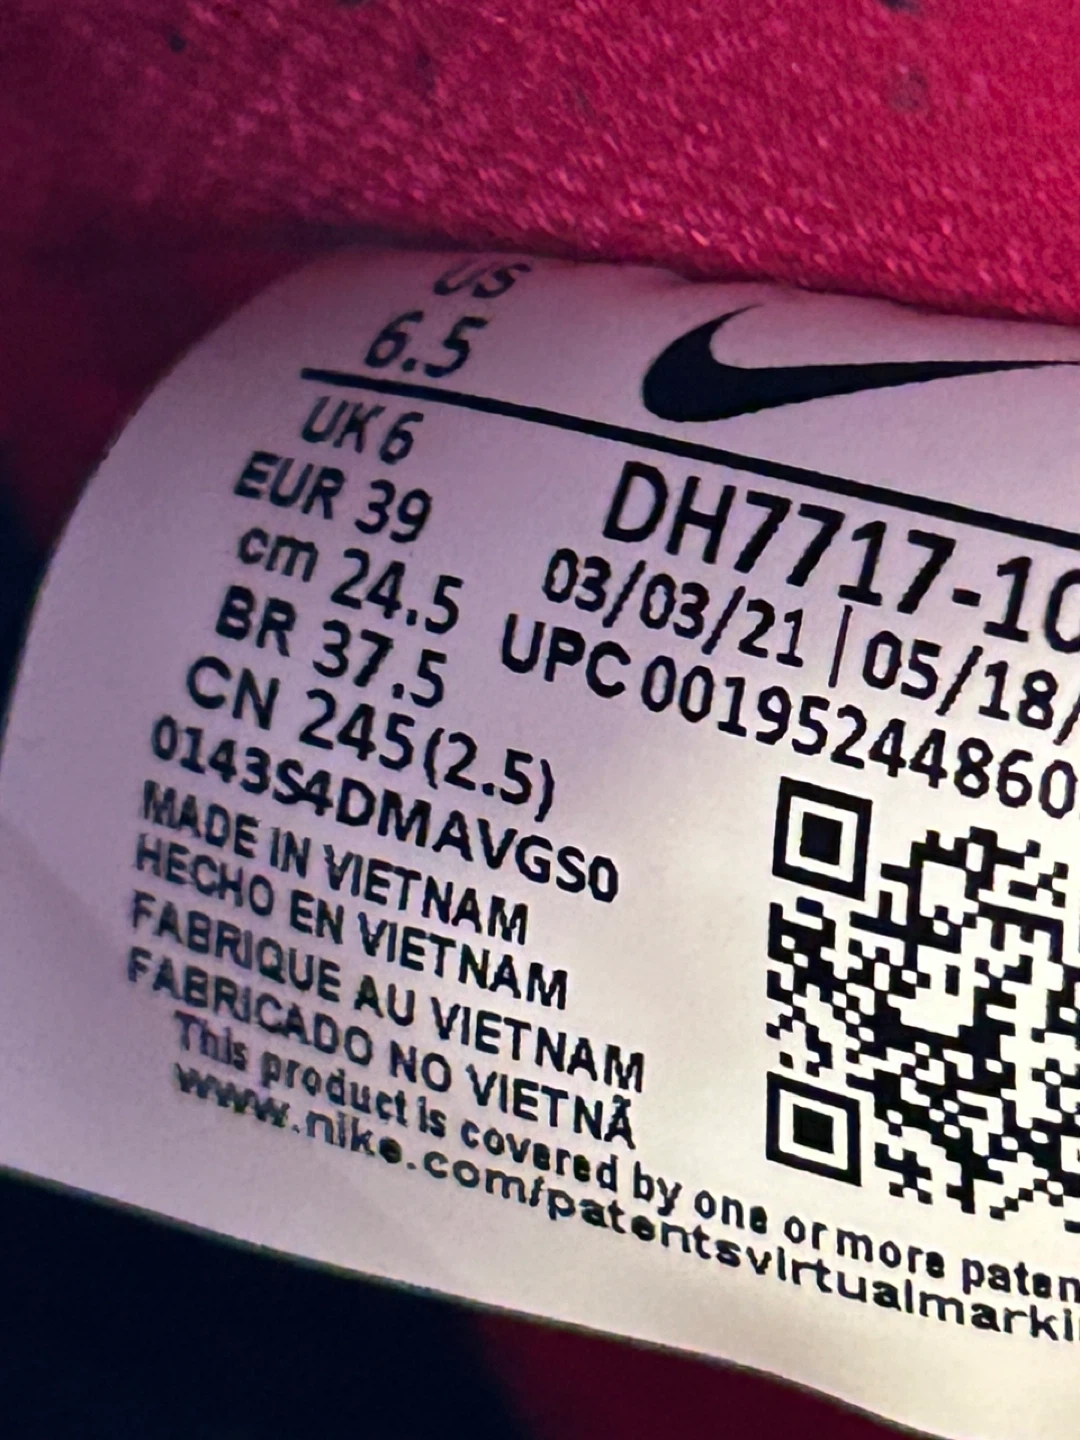 US
6.5
UK 6
EUR 39
cm 24.5
BR 37.5
CN 245(2.5)
0143S4DMAVGS0
MADE IN VIETNAM
HECHO EN VIETNAM
FABRIQUE AU VIETNAM
FABRICADO NO VIETNÃ
DH7717-10
03/03/21 | 05/18/
UPC 00195244860
This product is covered by one or more paten
www.nike.com/patentsvirtualmarki